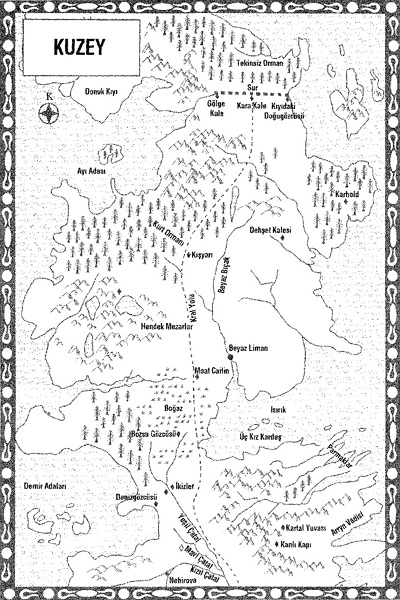 KUZEY
Tekinsiz Orman
Sur
Donuk Kıyı
K
Gölge
Kale
Kara Kale
Kıyıdaki
Doğugözcüsü
Ayı Adası
Karhold
Kurt Ormanı
Dehşet Kalesi
Kışyarı
Beyaz Bıçak
Kral Yolu
Hendek Mezarlar
Beyaz Liman
Moat Cailin
Boğaz
Isırık
Bozsu Gözcüsü
Üç Kız Kardeş
Parmaklar
Demir Adaları
İkizler
Denizgözcüsü
Yeşil Çatal
Kartal Yuvası
Arryn Vadisi
Kanlı Kapı
Mavi Çatal
Kızıl Çatal
Nehirova